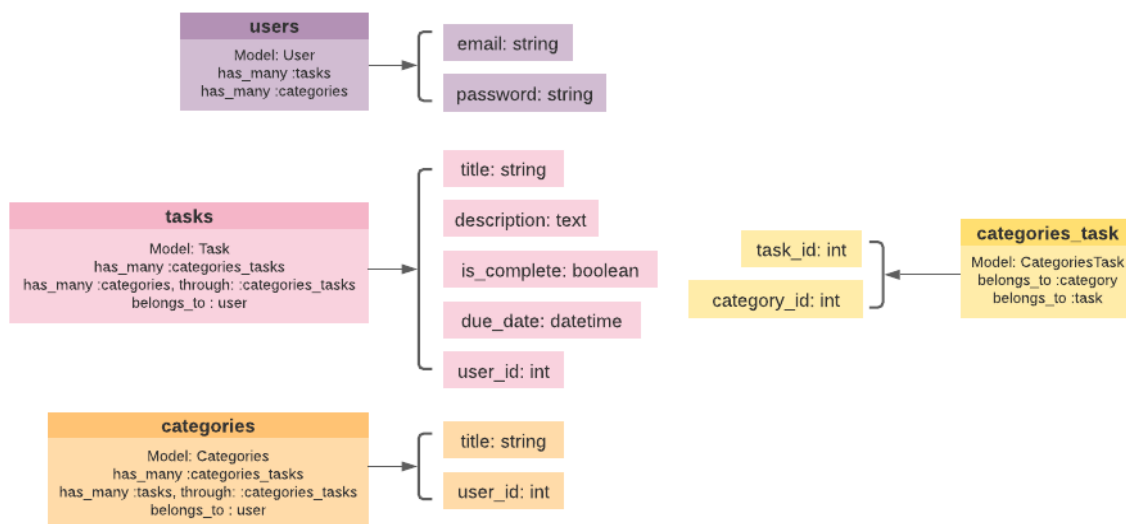 users
Model: User
has_many :tasks
has_many :categories
email: string
password: string
tasks
Model: Task
has_many :categories_tasks
has_many :categories, through: :categories_tasks
belongs_to : user
title: string
description: text
is_complete: boolean
due_date: datetime
user_id: int
task_id: int
category_id: int
categories_task
Model: CategoriesTask
belongs_to :category
belongs_to :task
categories
Model: Categories
has_many :categories_tasks
has_many :tasks, through: :categories_tasks
belongs_to : user
title: string
user_id: int